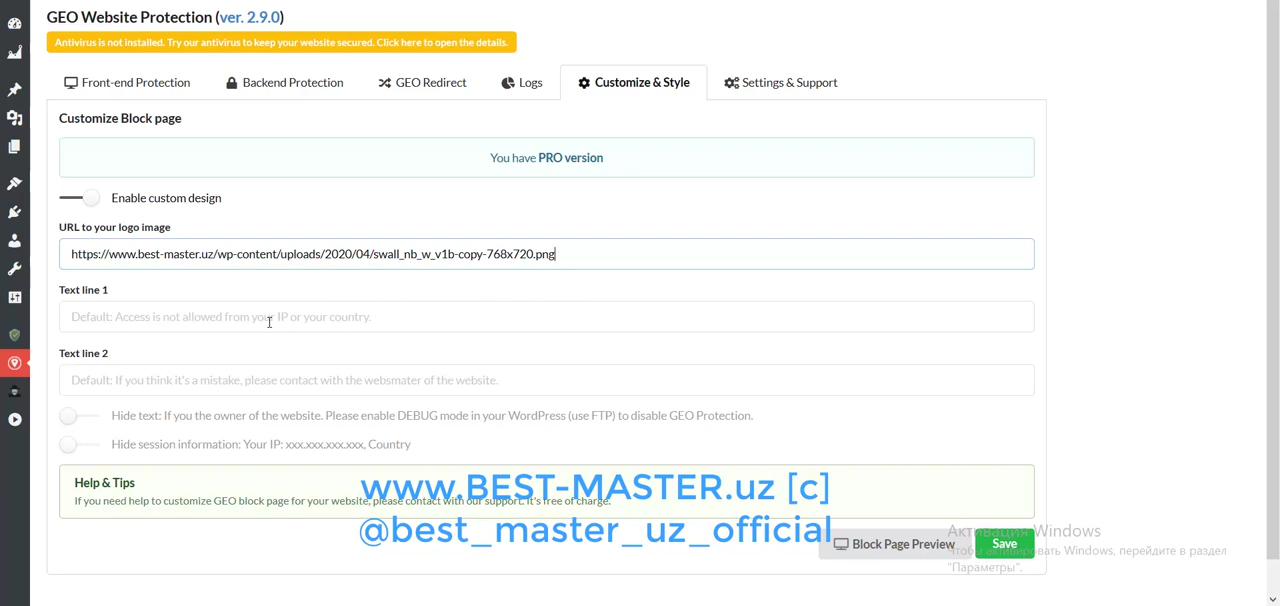 GEO Website Protection (ver. 2.9.0)
Antivirus is not installed. Try our antivirus to keep your website secured. Click here to open the details.
Front-end Protection
Backend Protection
GEO Redirect
Logs
Customize & Style
Settings & Support
Customize Block page
You have PRO version
Enable custom design
URL to your logo image
https://www.best-master.uz/wp-content/uploads/2020/04/swall_nb_w_v1b-copy-768x720.png
Text line 1
Default: Access is not allowed from your IP or your country.
Text line 2
Default: If you think it's a mistake, please contact with the websmater of the website.
Hide text: If you the owner of the website. Please enable DEBUG mode in your WordPress (use FTP) to disable GEO Protection.
Hide session information: Your IP: xxx.xxx.xxx.xxx, Country
Help & Tips
If you need help to customize GEO block page for your website, please contact with our support. It's free of charge.
www.BEST-MASTER.uz [c]
@best_master_uz_official
Block Page Preview
Save
Активация Windows
Чтобы активировать Windows, перейдите в раздел
"Параметры".